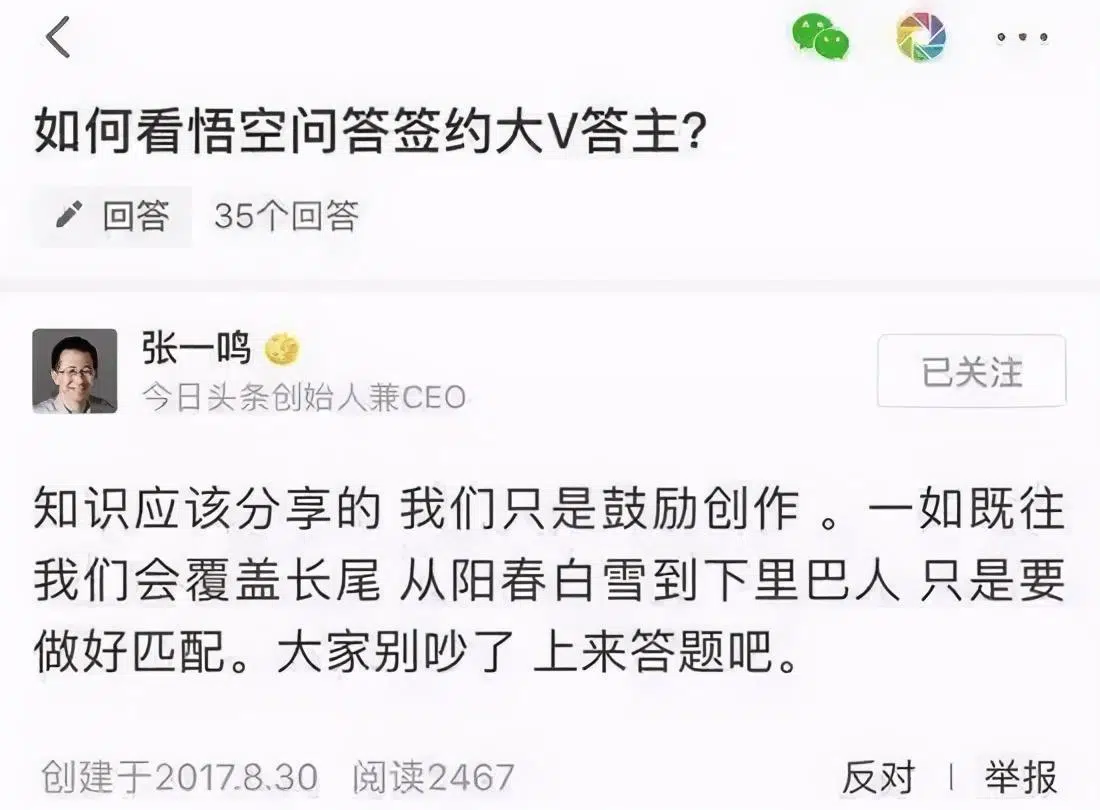 如何看悟空问答签约大V答主?
回答 35个回答
张一鸣
今日头条创始人兼CEO
已关注
知识应该分享的 我们只是鼓励创作 。一如既往
我们会覆盖长尾 从阳春白雪到下里巴人 只是要
做好匹配。大家别吵了 上来答题吧。
创建于2017.8.30 阅读2467
反对 | 举报